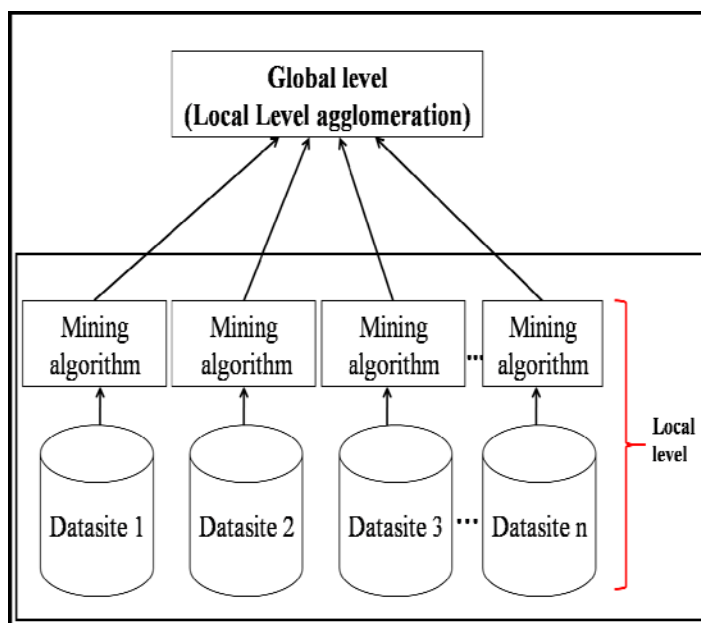 Global level
(Local Level agglomeration)
Mining algorithm
Mining algorithm
Mining algorithm
...
Mining algorithm
Local level
Datasite 1
Datasite 2
Datasite 3
...
Datasite n